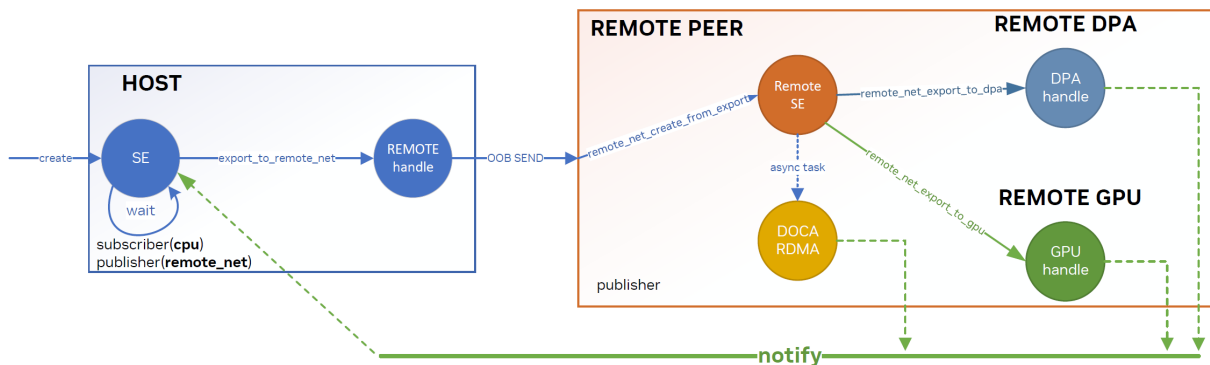 HOST
create
SE
export_to_remote_net
REMOTE
handle
OOB SEND
wait
subscriber(cpu)
publisher(remote_net)
REMOTE PEER
remote_net_create_from_export
Remote
SE
remote_net_export_to_dpa
REMOTE DPA
DPA
handle
async task
DOCA
RDMA
remote_net_export_to_gpu
REMOTE GPU
GPU
handle
publisher
notify